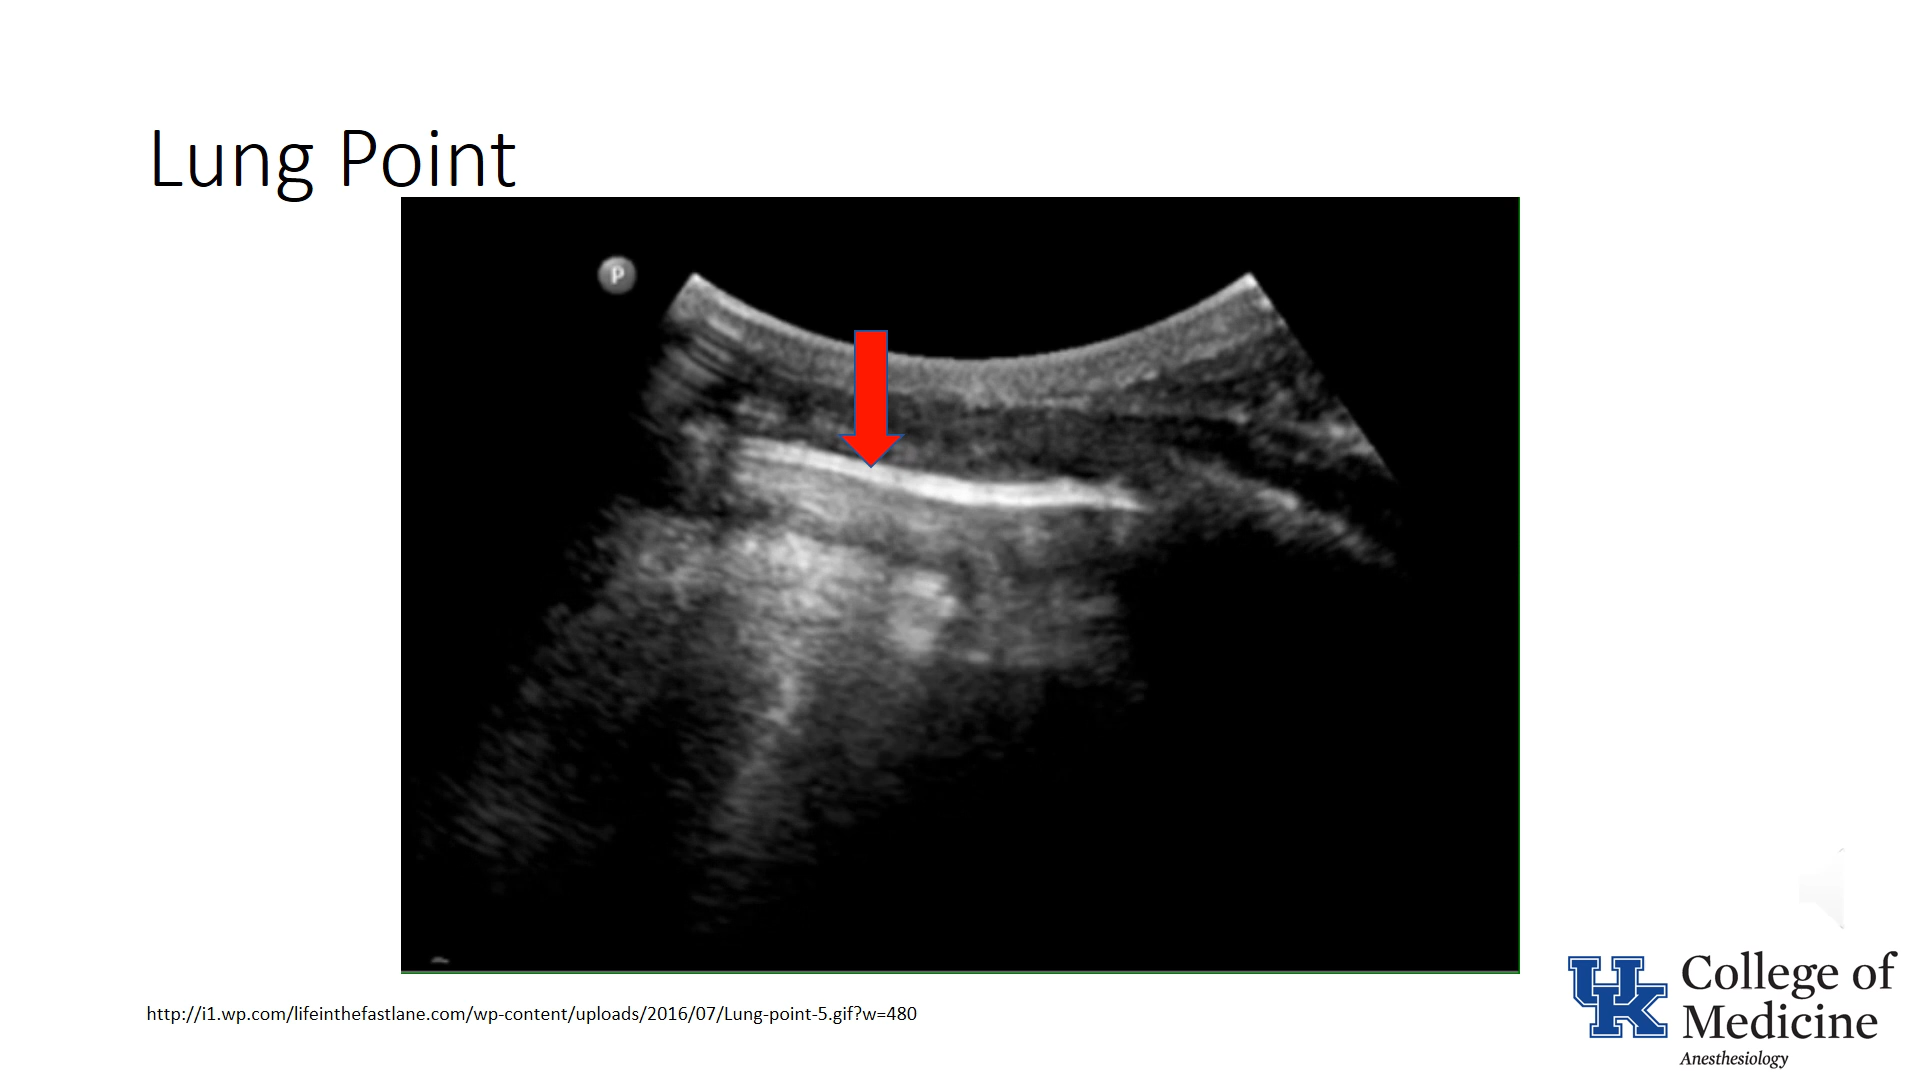 Lung Point
P
http://i1.wp.com/lifeinthefastlane.com/wp-content/uploads/2016/07/Lung-point-5.gif?w=480
UK
College of
Medicine
Anesthesiology